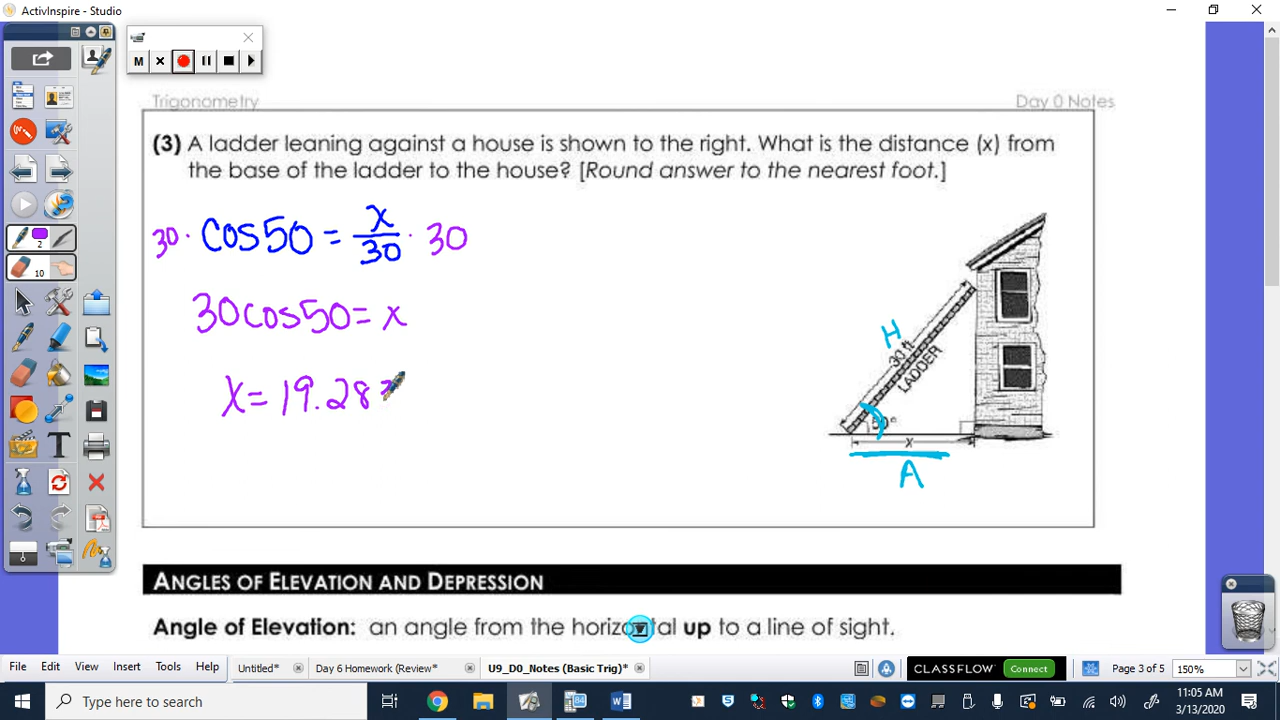 ActivInspire - Studio
M
Trigonometry
Day 0 Notes
(3) A ladder leaning against a house is shown to the right. What is the distance (x) from
the base of the ladder to the house? [Round answer to the nearest foot.]
30 · cos50 = x/30 · 30
30cos50 = x
x = 19.28
H
30 ft
LADDER
50°
x
A
2
10
T
ANGLES OF ELEVATION AND DEPRESSION
Angle of Elevation: an angle from the horizontal up to a line of sight.
File Edit View Insert Tools Help
Untitled*
Day 6 Homework (Review*
U9_D0_Notes (Basic Trig)*
CLASSFLOW Connect
Page 3 of 5
150%
Type here to search
11:05 AM
3/13/2020